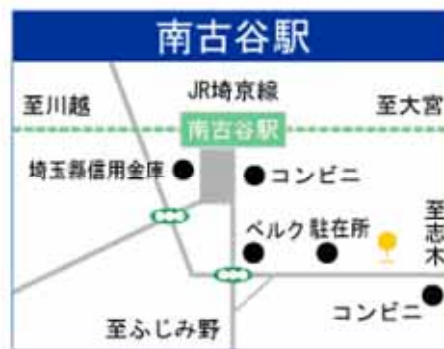 南古谷駅
JR埼京線
至川越
至大宮
南古谷駅
埼玉縣信用金庫
コンビニ
ベルク
駐在所
至志木
コンビニ
至ふじみ野